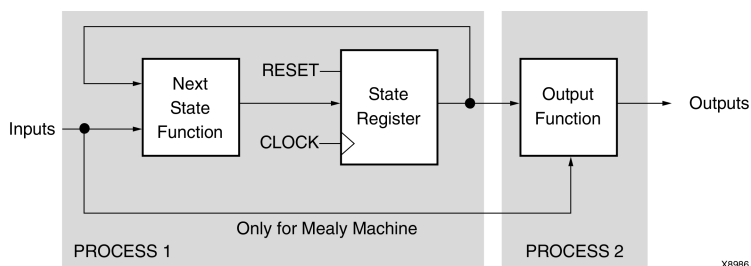 RESET
Next
State
Function
State
Register
Output
Function
Inputs
Outputs
CLOCK
Only for Mealy Machine
PROCESS 1
PROCESS 2
X8986